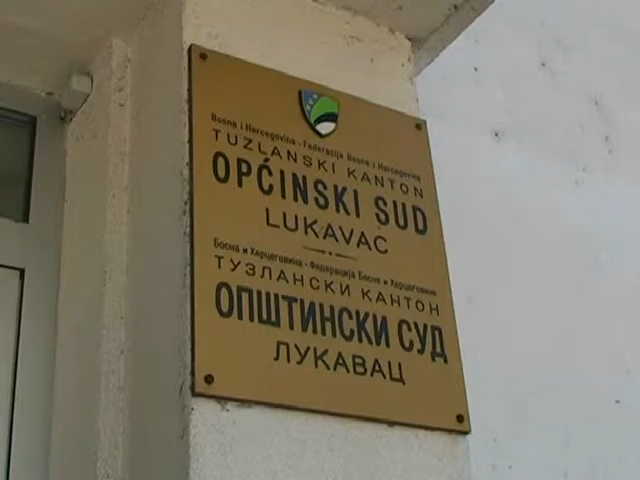 Bosna i Hercegovina - Federacija Bosne i Hercegovine
TUZLANSKI KANTON
OPĆINSKI SUD
LUKAVAC
Босна и Херцеговина - Федерација Босне и Херцеговине
ТУЗЛАНСКИ КАНТОН
ОПШТИНСКИ СУД
ЛУКАВАЦ